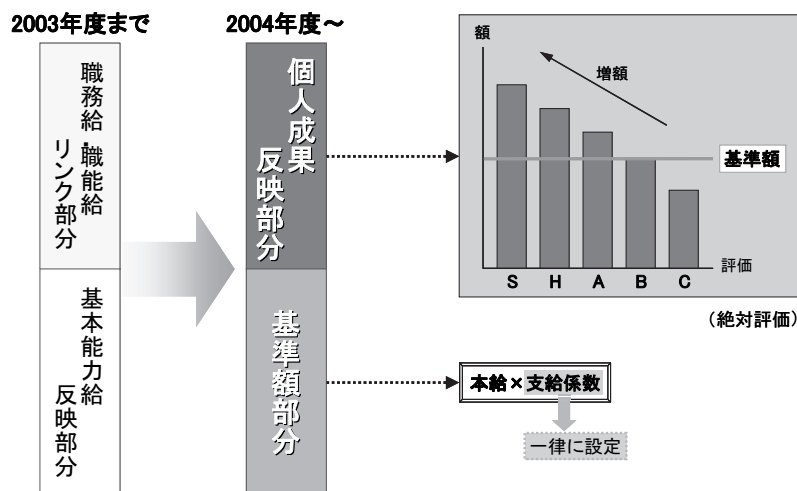 2003年度まで
職務給・職能給
リンク部分
基本能力給
反映部分
2004年度～
個人成果
反映部分
基準額部分
額
増額
基準額
評価
S H A B C
(絶対評価)
本給×支給係数
一律に設定